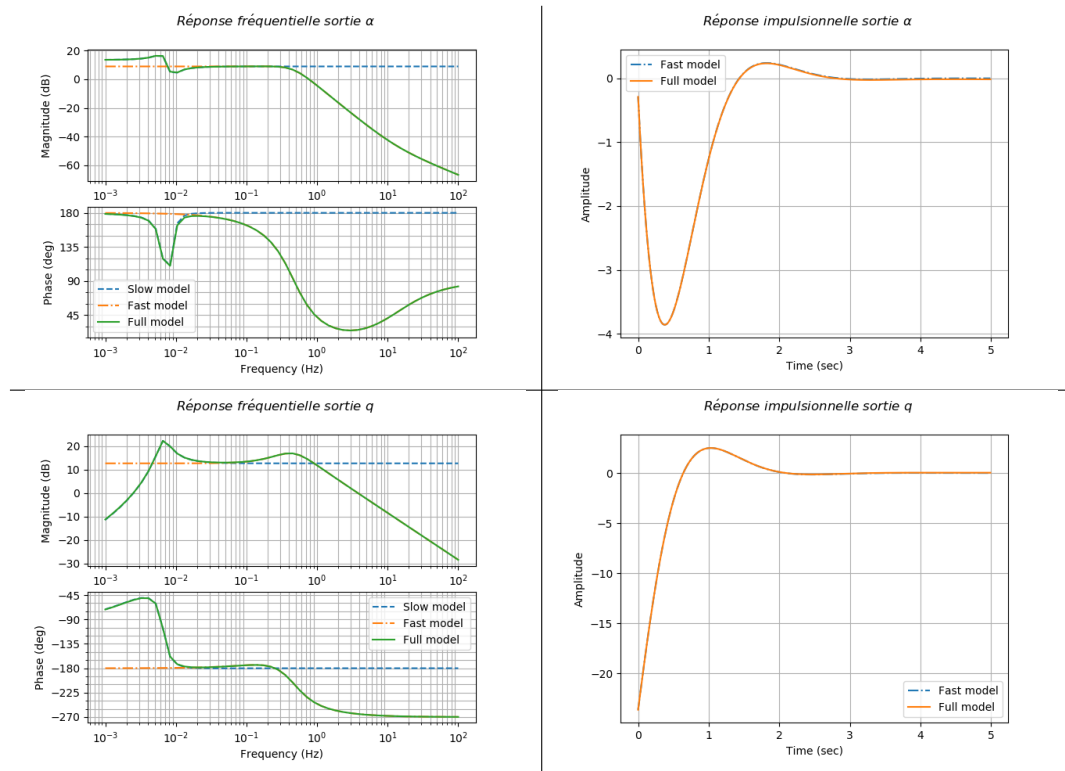 Réponse fréquentielle sortie α
20
0
−20
−40
−60
Magnitude (dB)
10⁻³ 10⁻² 10⁻¹ 10⁰ 10¹ 10²
180
135
90
45
Phase (deg)
Slow model
Fast model
Full model
10⁻³ 10⁻² 10⁻¹ 10⁰ 10¹ 10²
Frequency (Hz)
Réponse impulsionnelle sortie α
Fast model
Full model
0
−1
−2
−3
−4
Amplitude
0 1 2 3 4 5
Time (sec)
Réponse fréquentielle sortie q
20
10
0
−10
−20
−30
Magnitude (dB)
10⁻³ 10⁻² 10⁻¹ 10⁰ 10¹ 10²
−45
−90
−135
−180
−225
−270
Phase (deg)
Slow model
Fast model
Full model
10⁻³ 10⁻² 10⁻¹ 10⁰ 10¹ 10²
Frequency (Hz)
Réponse impulsionnelle sortie q
0
−5
−10
−15
−20
Amplitude
Fast model
Full model
0 1 2 3 4 5
Time (sec)